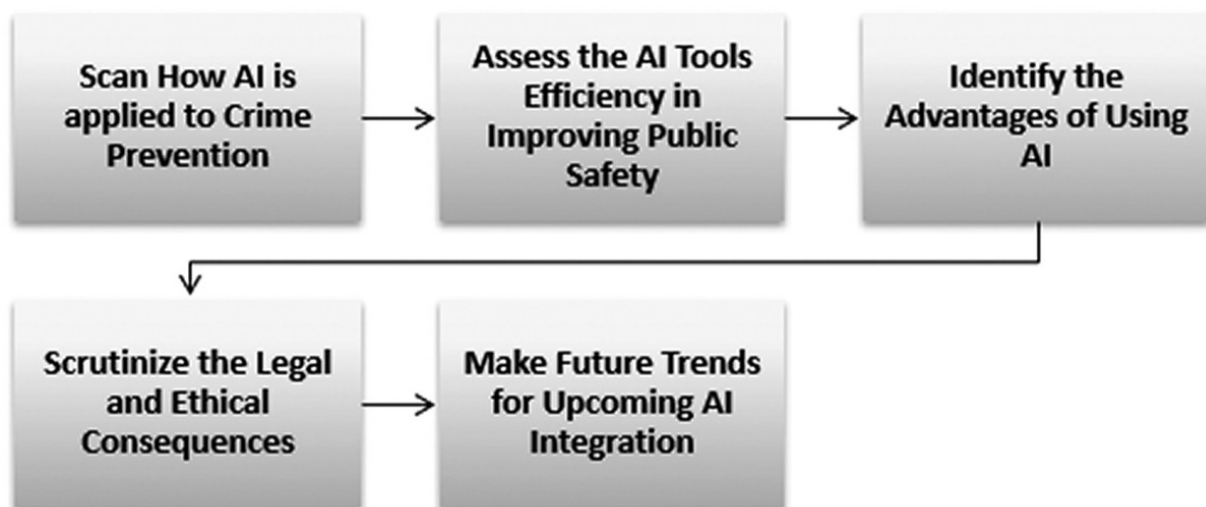 Scan How AI is
applied to Crime
Prevention
Assess the AI Tools
Efficiency in
Improving Public
Safety
Identify the
Advantages of Using
AI
Scrutinize the Legal
and Ethical
Consequences
Make Future Trends
for Upcoming AI
Integration